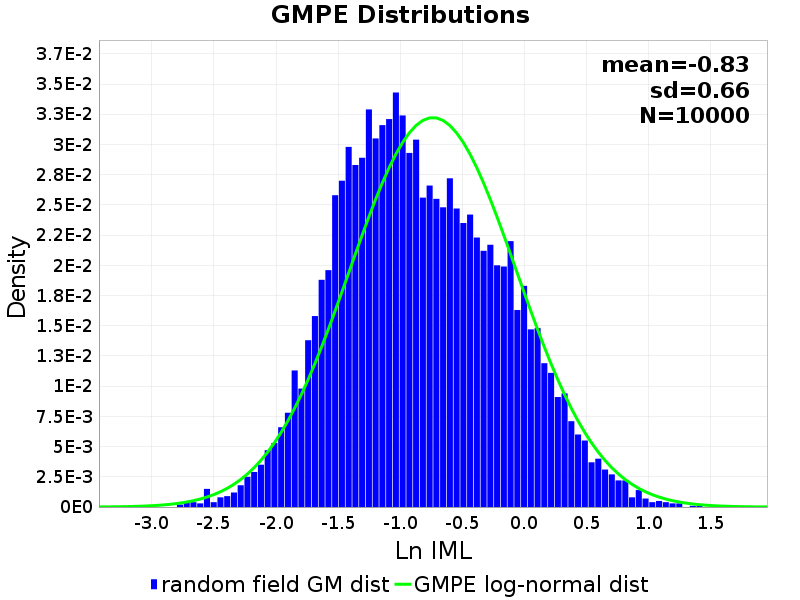 GMPE Distributions
mean=-0.83
sd=0.66
N=10000
Density
3.7E-2
3.5E-2
3.3E-2
3E-2
2.8E-2
2.5E-2
2.3E-2
2E-2
1.8E-2
1.5E-2
1.3E-2
1E-2
7.5E-3
5E-3
2.5E-3
0E0
-3.0 -2.5 -2.0 -1.5 -1.0 -0.5 0.0 0.5 1.0 1.5
Ln IML
random field GM dist GMPE log-normal dist